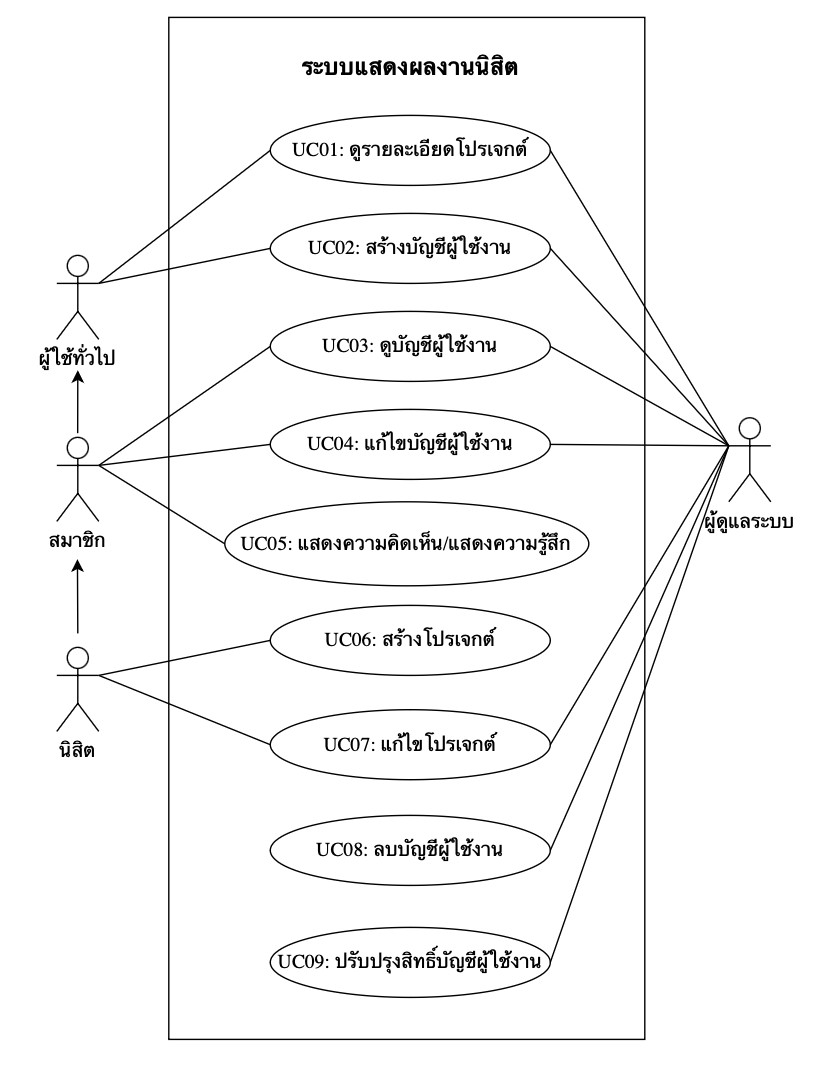 ระบบแสดงผลงานนิสิต
UC01: ดูรายละเอียดโปรเจกต์
UC02: สร้างบัญชีผู้ใช้งาน
ผู้ใช้ทั่วไป
UC03: ดูบัญชีผู้ใช้งาน
UC04: แก้ไขบัญชีผู้ใช้งาน
สมาชิก
ผู้ดูแลระบบ
UC05: แสดงความคิดเห็น/แสดงความรู้สึก
UC06: สร้างโปรเจกต์
นิสิต
UC07: แก้ไขโปรเจกต์
UC08: ลบบัญชีผู้ใช้งาน
UC09: ปรับปรุงสิทธิ์บัญชีผู้ใช้งาน